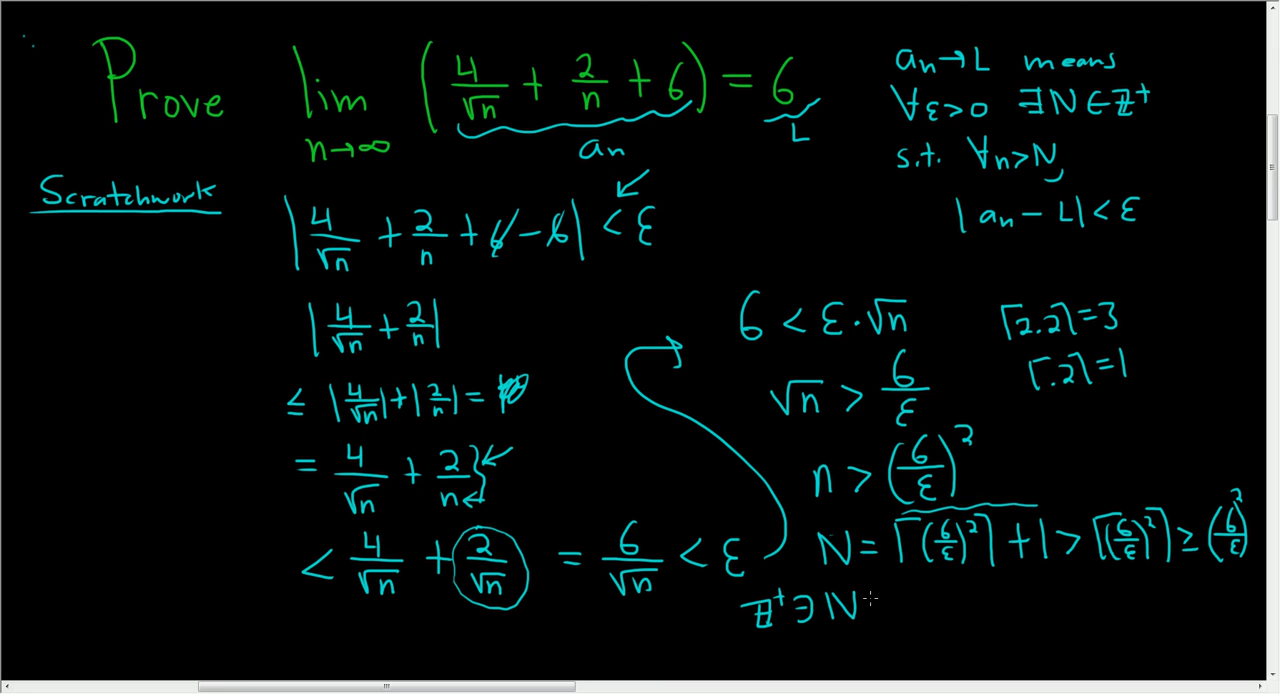 Prove lim n→∞ (4/√n + 2/n + 6) = 6
an
L
an→L means
∀ε>0 ∃N∈ℤ⁺
s.t. ∀n>N,
|an − L| < ε
Scratchwork
|4/√n + 2/n + 6 − 6| < ε
|4/√n + 2/n|
≤ |4/√n| + |2/n| =
= 4/√n + 2/n
< 4/√n + 2/√n = 6/√n < ε
6 < ε·√n
√n > 6/ε
n > (6/ε)²
N = ⌈(6/ε)²⌉ + 1 > ⌈(6/ε)²⌉ ≥ (6/ε)²
ℤ⁺ ∋ N
⌈2.2⌉ = 3
⌈.2⌉ = 1